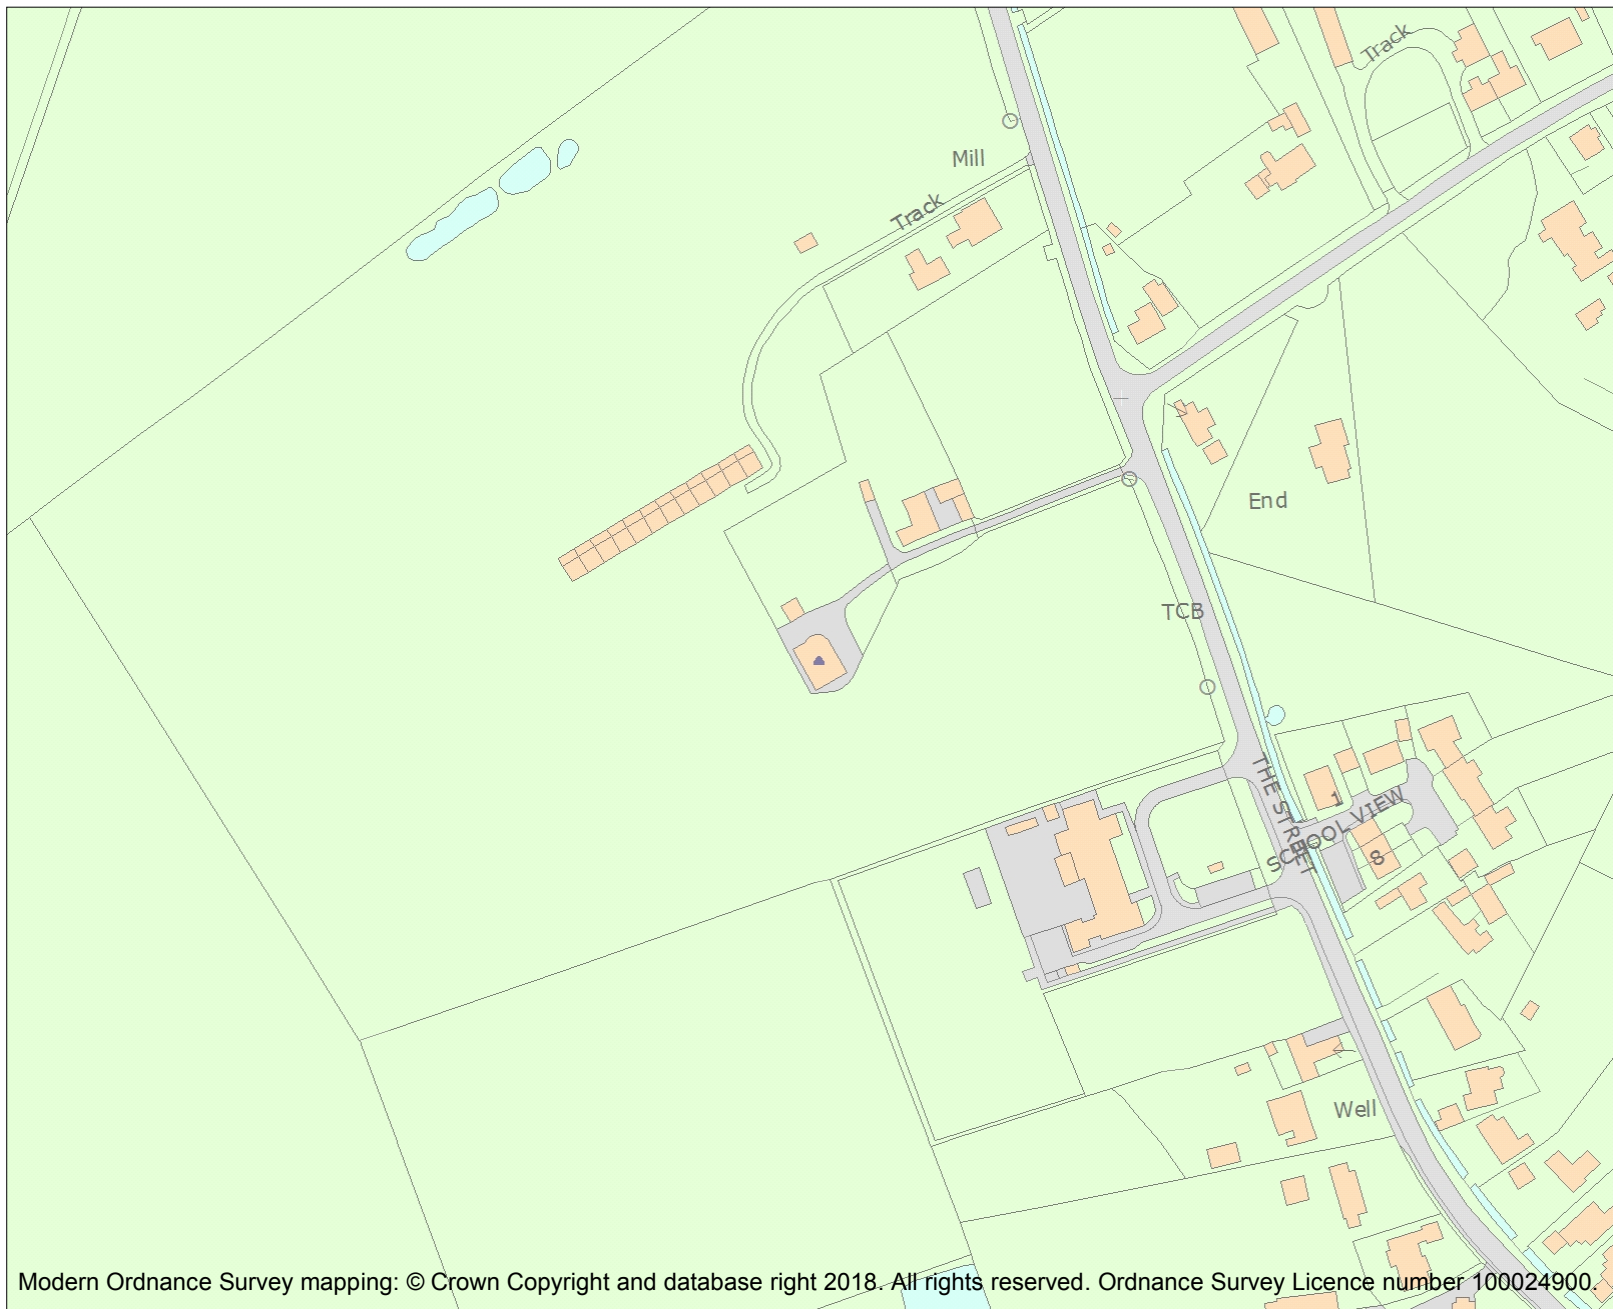 Track
Mill
Track
End
TCB
THE STREET
1
SCHOOL VIEW
8
Well
Modern Ordnance Survey mapping: © Crown Copyright and database right 2018. All rights reserved. Ordnance Survey Licence number 100024900.